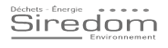 Déchets - Énergie
Siredom
Environnement